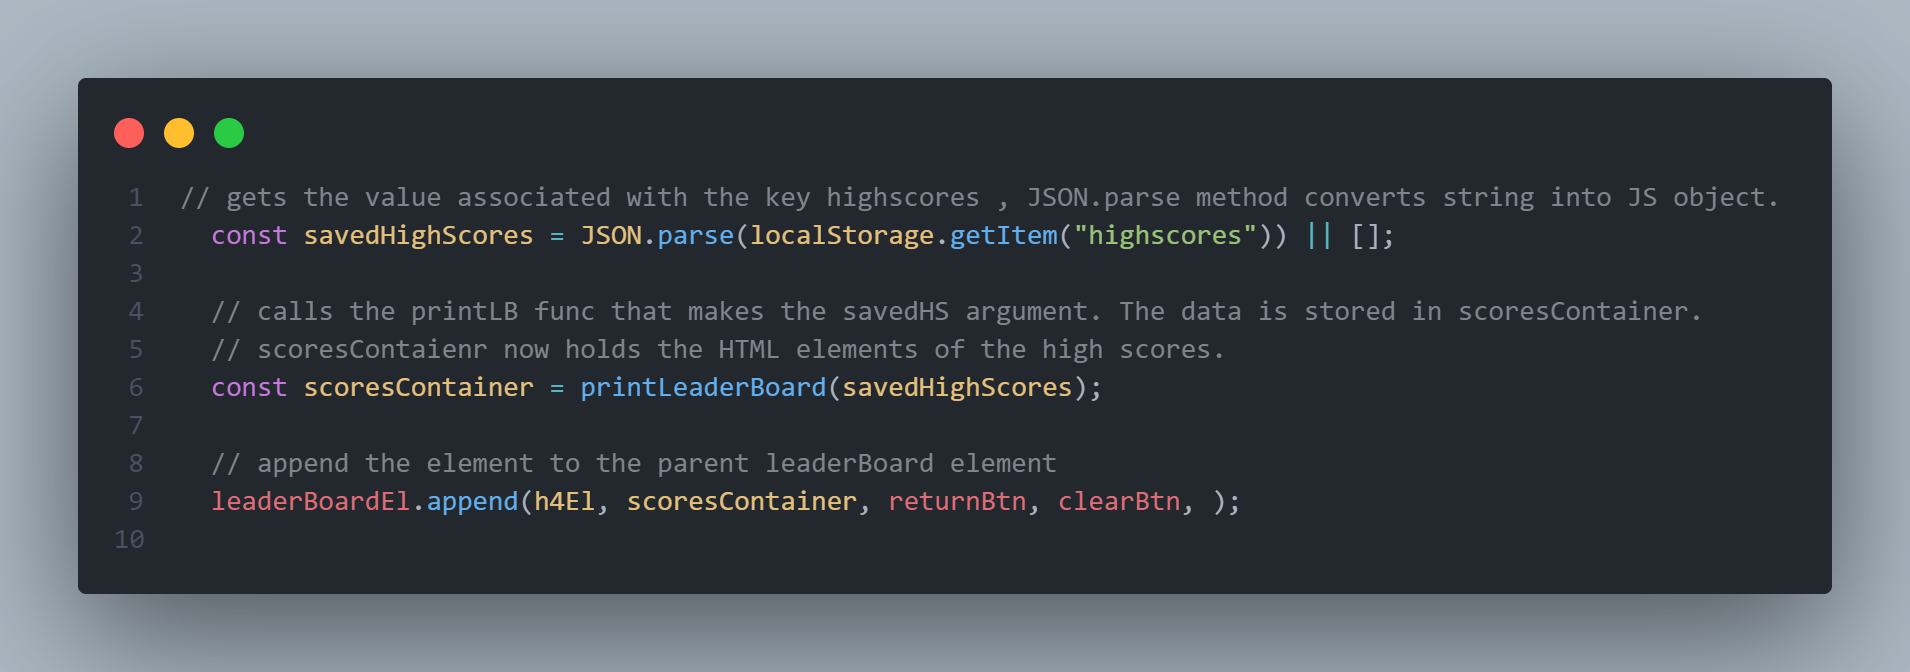 1 // gets the value associated with the key highscores , JSON.parse method converts string into JS object.
2 const savedHighScores = JSON.parse(localStorage.getItem("highscores")) || [];
3
4 // calls the printLB func that makes the savedHS argument. The data is stored in scoresContainer.
5 // scoresContaienr now holds the HTML elements of the high scores.
6 const scoresContainer = printLeaderBoard(savedHighScores);
7
8 // append the element to the parent leaderBoard element
9 leaderBoardEl.append(h4El, scoresContainer, returnBtn, clearBtn, );
10